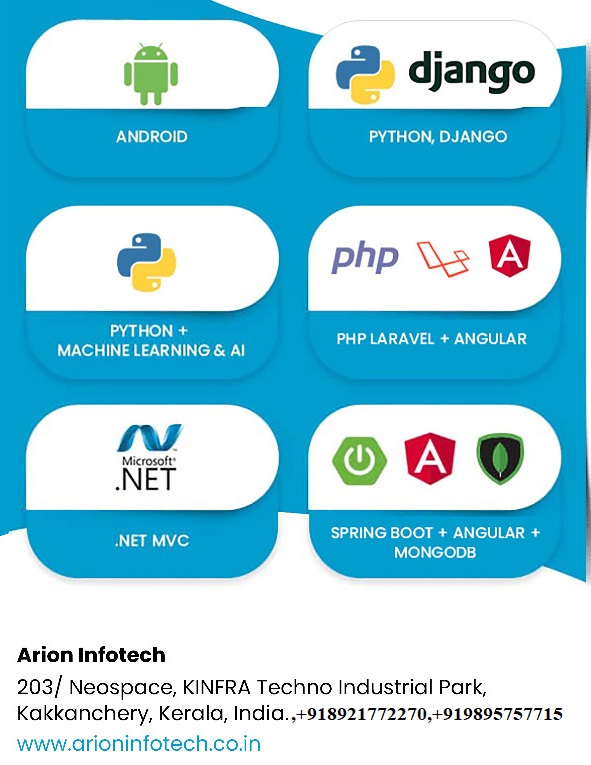 django
ANDROID
PYTHON, DJANGO
php
A
PYTHON +
MACHINE LEARNING & AI
PHP LARAVEL + ANGULAR
Microsoft®
.NET
A
.NET MVC
SPRING BOOT + ANGULAR +
MONGODB
Arion Infotech
203/ Neospace, KINFRA Techno Industrial Park,
Kakkanchery, Kerala, India.,+918921772270,+919895757715
www.arioninfotech.co.in